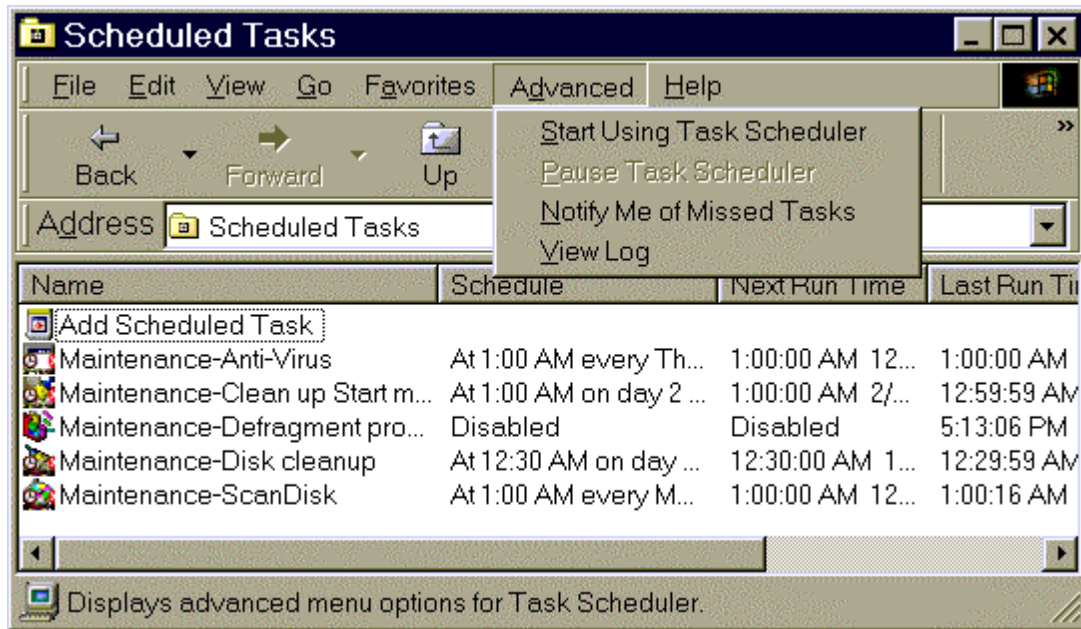 Scheduled Tasks
File Edit View Go Favorites Advanced Help
Start Using Task Scheduler
Pause Task Scheduler
Notify Me of Missed Tasks
View Log
Back Forward Up »
Address Scheduled Tasks
Name Schedule Next Run Time Last Run Ti
Add Scheduled Task
Maintenance-Anti-Virus At 1:00 AM every Th... 1:00:00 AM 12... 1:00:00 AM
Maintenance-Clean up Start m... At 1:00 AM on day 2 ... 1:00:00 AM 2/... 12:59:59 AM
Maintenance-Defragment pro... Disabled Disabled 5:13:06 PM
Maintenance-Disk cleanup At 12:30 AM on day ... 12:30:00 AM 1... 12:29:59 AM
Maintenance-ScanDisk At 1:00 AM every M... 1:00:00 AM 12... 1:00:16 AM
Displays advanced menu options for Task Scheduler.